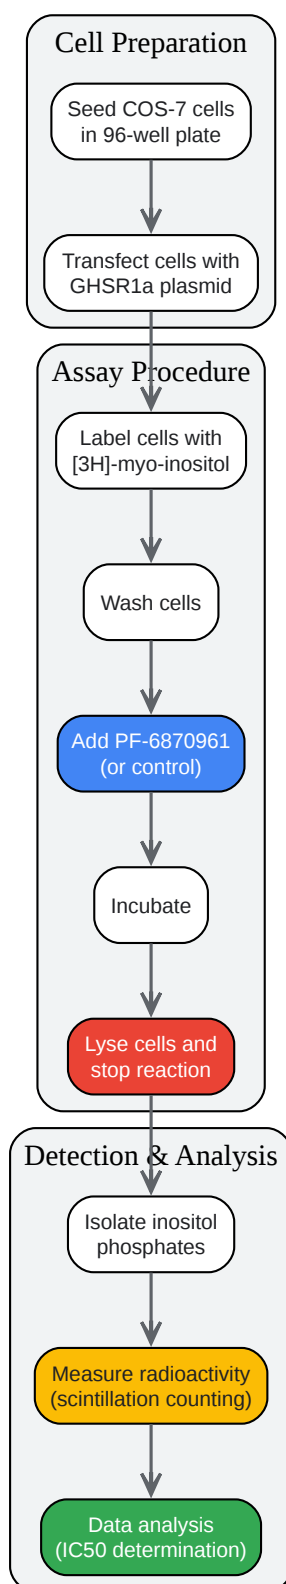 Cell Preparation
Seed COS-7 cells
in 96-well plate
Transfect cells with
GHSR1a plasmid
Assay Procedure
Label cells with
[3H]-myo-inositol
Wash cells
Add PF-6870961
(or control)
Incubate
Lyse cells and
stop reaction
Detection & Analysis
Isolate inositol
phosphates
Measure radioactivity
(scintillation counting)
Data analysis
(IC50 determination)